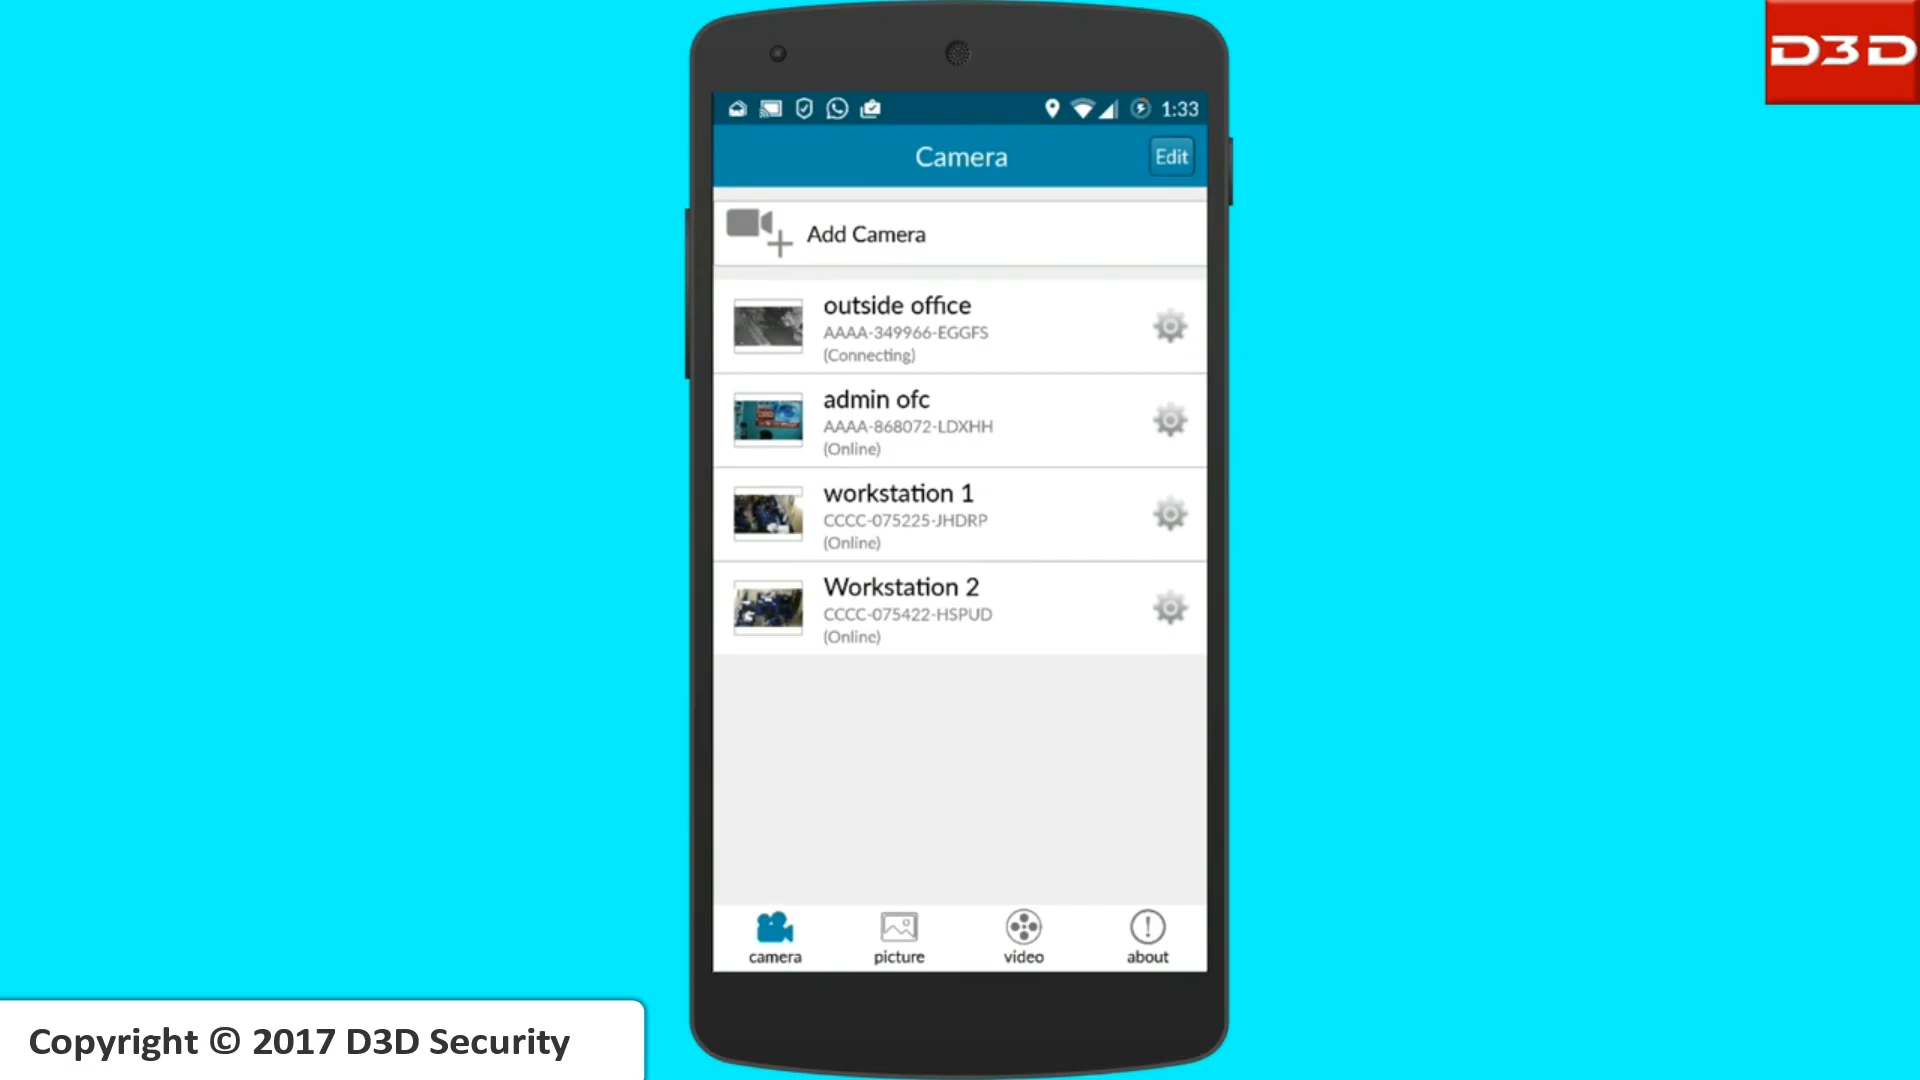 D3D
1:33
Camera
Edit
Add Camera
outside office
AAAA-349966-EGGFS
(Connecting)
admin ofc
AAAA-868072-LDXHH
(Online)
workstation 1
CCCC-075225-JHDRP
(Online)
Workstation 2
CCCC-075422-HSPUD
(Online)
camera
picture
video
about
Copyright © 2017 D3D Security